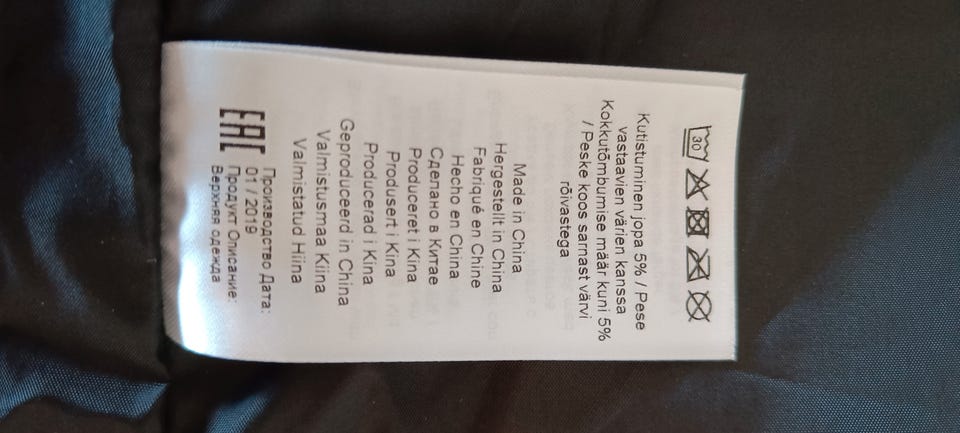 30
Kutistuminen jopa 5% / Pese
vastaavien värien kanssa
Kokkutõmbumise määr kuni 5%
/ Peske koos sarnast värvi
rõivastega
Made in China
Hergestellt in China
Fabriqué en Chine
Hecho en China
Сделано в Китае
Produceret i Kina
Produsert i Kina
Producerad i Kina
Geproduceerd in China
Valmistusmaa Kiina
Valmistatud Hiina
EAC
Производство Дата:
01 / 2019
Продукт Описание:
Верхняя одежда